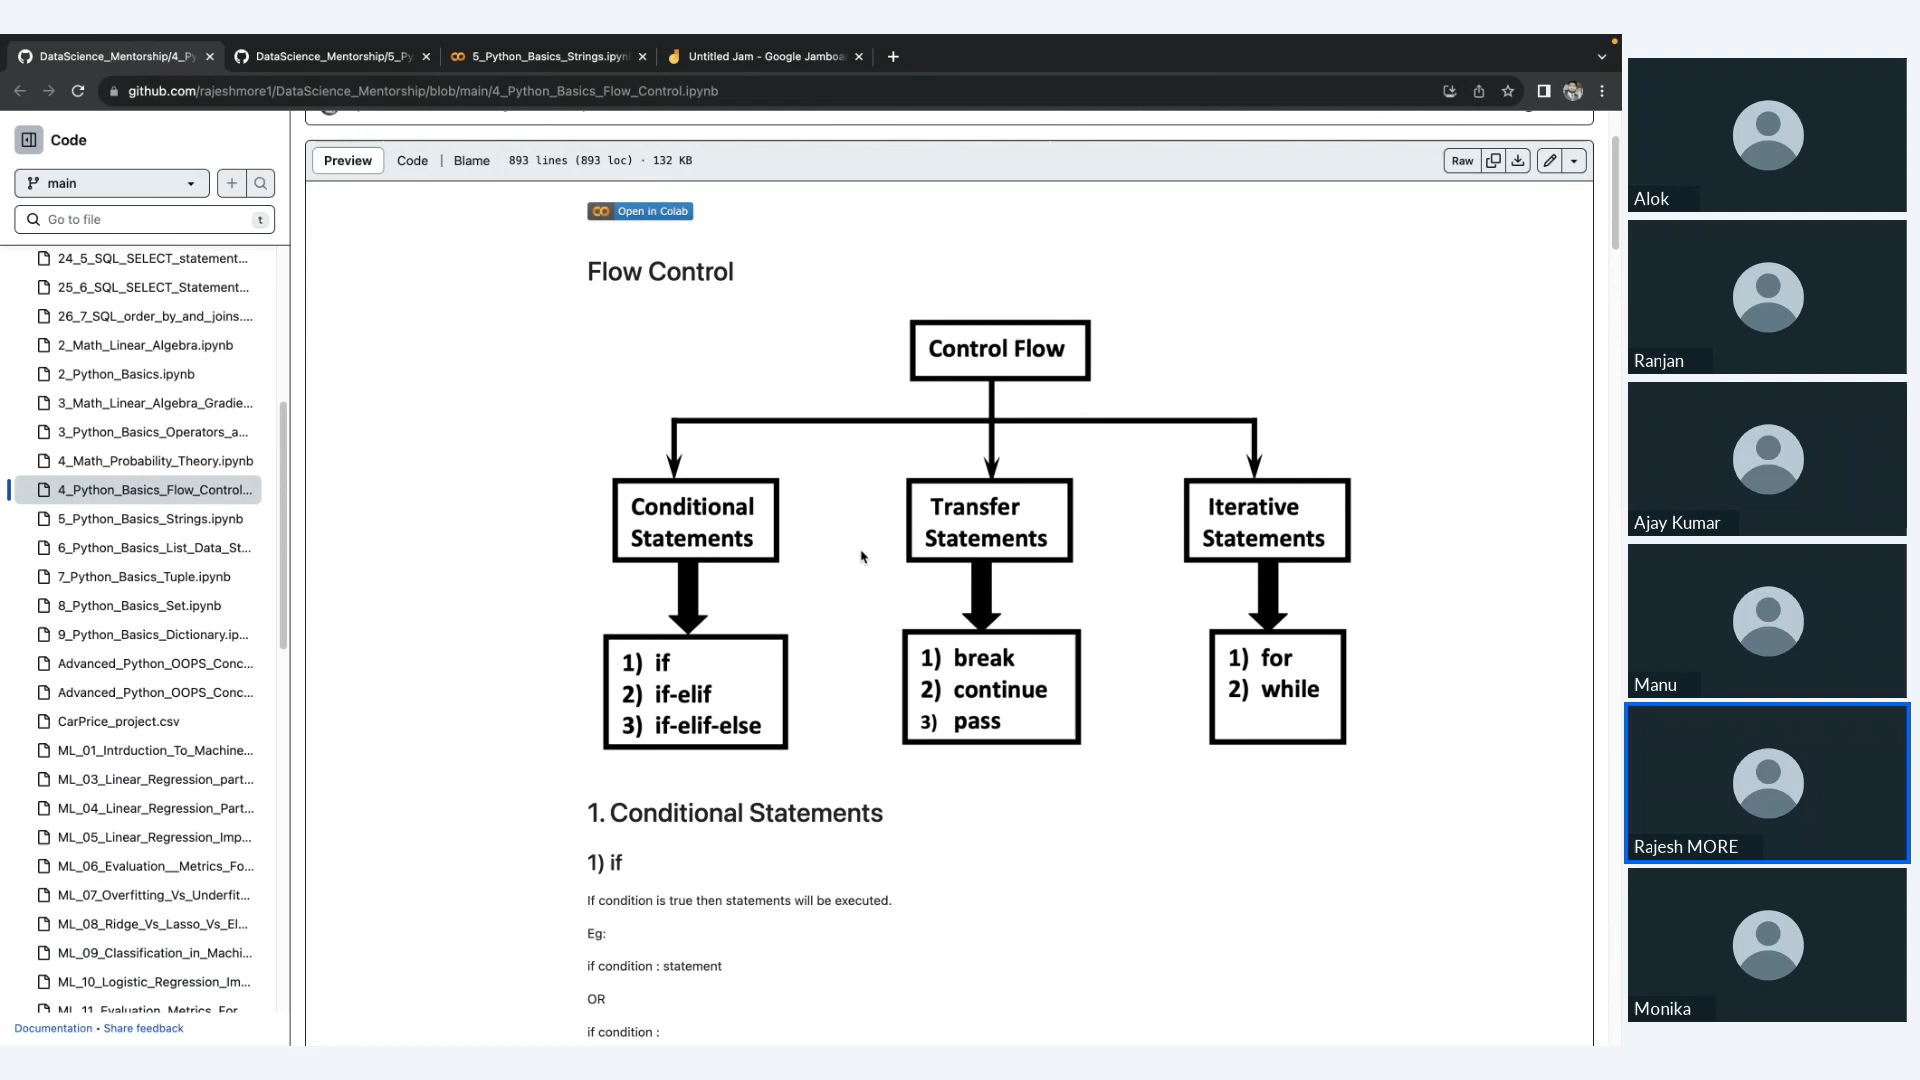 DataScience_Mentorship/4_Py
DataScience_Mentorship/5_Py
5_Python_Basics_Strings.ipyn
Untitled Jam - Google Jamboa
github.com/rajeshmore1/DataScience_Mentorship/blob/main/4_Python_Basics_Flow_Control.ipynb
Code
main
Go to file
t
24_5_SQL_SELECT_statement...
25_6_SQL_SELECT_Statement...
26_7_SQL_order_by_and_joins....
2_Math_Linear_Algebra.ipynb
2_Python_Basics.ipynb
3_Math_Linear_Algebra_Gradie...
3_Python_Basics_Operators_a...
4_Math_Probability_Theory.ipynb
4_Python_Basics_Flow_Control...
5_Python_Basics_Strings.ipynb
6_Python_Basics_List_Data_St...
7_Python_Basics_Tuple.ipynb
8_Python_Basics_Set.ipynb
9_Python_Basics_Dictionary.ip...
Advanced_Python_OOPS_Conc...
Advanced_Python_OOPS_Conc...
CarPrice_project.csv
ML_01_Intrduction_To_Machine...
ML_03_Linear_Regression_part...
ML_04_Linear_Regression_Part...
ML_05_Linear_Regression_Imp...
ML_06_Evaluation__Metrics_Fo...
ML_07_Overfitting_Vs_Underfit...
ML_08_Ridge_Vs_Lasso_Vs_El...
ML_09_Classification_in_Machi...
ML_10_Logistic_Regression_Im...
ML_11_Evaluation_Metrics_For
Documentation • Share feedback
Preview Code | Blame 893 lines (893 loc) · 132 KB
Raw
Open in Colab
Flow Control
Control Flow
Conditional
Statements
Transfer
Statements
Iterative
Statements
1) if
2) if-elif
3) if-elif-else
1) break
2) continue
3) pass
1) for
2) while
1. Conditional Statements
1) if
If condition is true then statements will be executed.
Eg:
if condition : statement
OR
if condition :
Alok
Ranjan
Ajay Kumar
Manu
Rajesh MORE
Monika